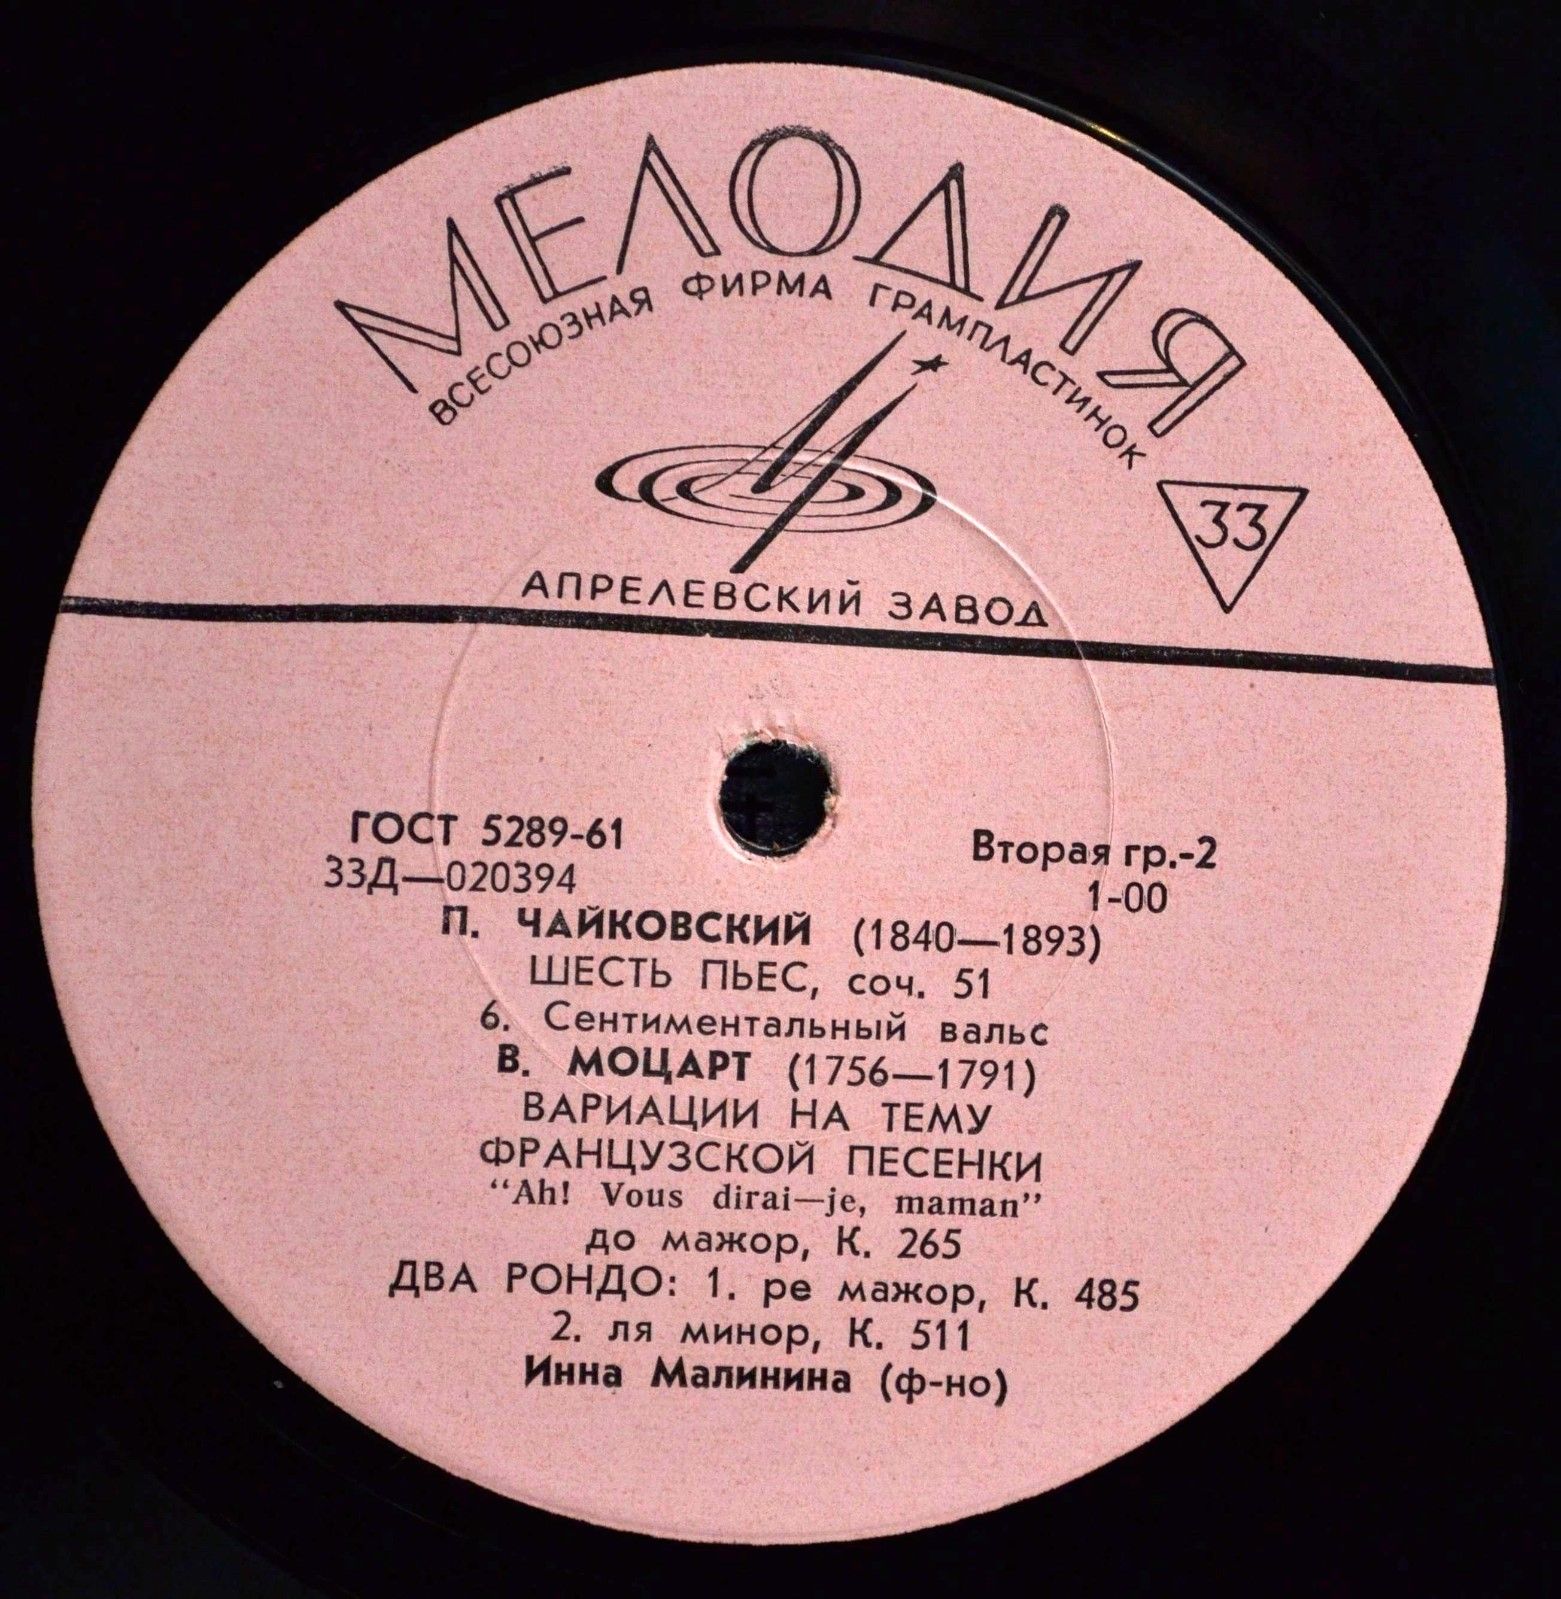 МЕЛОДИЯ
ВСЕСОЮЗНАЯ ФИРМА ГРАМПЛАСТИНОК
33
АПРЕЛЕВСКИЙ ЗАВОД
ГОСТ 5289-61
Вторая гр.-2
33Д—020394
1-00
П. ЧАЙКОВСКИЙ (1840—1893)
ШЕСТЬ ПЬЕС, соч. 51
6. Сентиментальный вальс
В. МОЦАРТ (1756—1791)
ВАРИАЦИИ НА ТЕМУ
ФРАНЦУЗСКОЙ ПЕСЕНКИ
“Ah! Vous dirai—je, maman”
до мажор, К. 265
ДВА РОНДО: 1. ре мажор, К. 485
2. ля минор, К. 511
Инна Малинина (ф-но)